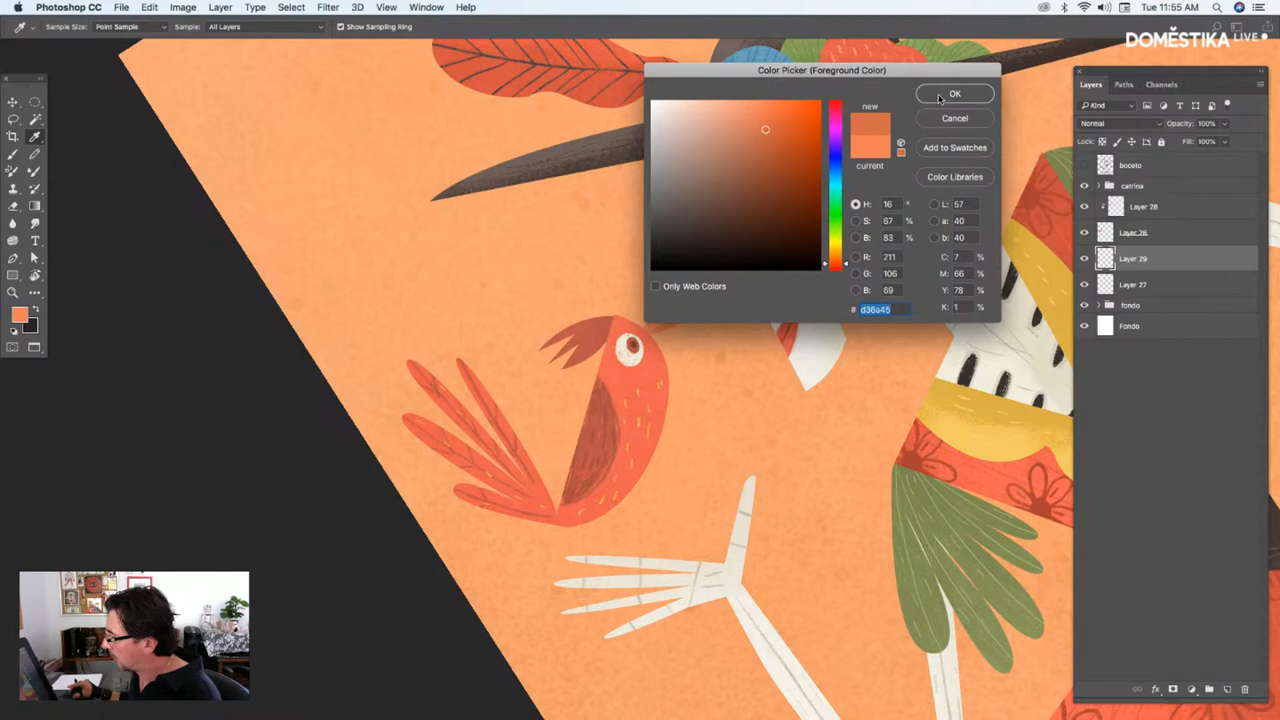 Photoshop CC File Edit Image Layer Type Select Filter 3D View Window Help Tue 11:55 AM
Sample Size: Point Sample Sample: All Layers Show Sampling Ring
DOMĔSTIKA LIVE
Color Picker (Foreground Color)
new
current
OK
Cancel
Add to Swatches
Color Libraries
H: 16 °
S: 67 %
B: 83 %
R: 211
G: 106
B: 69
L: 57
a: 40
b: 40
C: 7 %
M: 66 %
Y: 78 %
K: 1 %
# d36a45
Only Web Colors
Layers Paths Channels
Kind
Normal Opacity: 100%
Lock: Fill: 100%
boceto
catrina
Layer 28
Layer 26
Layer 29
Layer 27
fondo
Fondo
T
fx